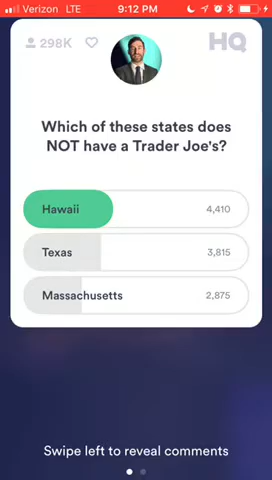 Verizon LTE 9:12 PM
298K HQ
Which of these states does
NOT have a Trader Joe's?
Hawaii 4,410
Texas 3,815
Massachusetts 2,875
Swipe left to reveal comments